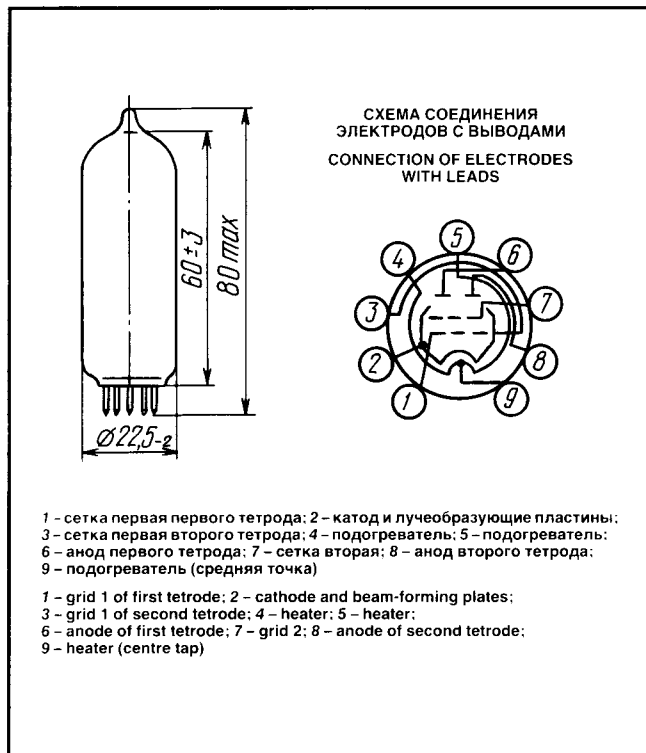 СХЕМА СОЕДИНЕНИЯ
ЭЛЕКТРОДОВ С ВЫВОДАМИ
CONNECTION OF ELECTRODES
WITH LEADS
60±3
80 max
Ø22,5-2
1
2
3
4
5
6
7
8
9
1 – сетка первая первого тетрода; 2 – катод и лучеобразующие пластины;
3 – сетка первая второго тетрода; 4 – подогреватель; 5 – подогреватель;
6 – анод первого тетрода; 7 – сетка вторая; 8 – анод второго тетрода;
9 – подогреватель (средняя точка)
1 – grid 1 of first tetrode; 2 – cathode and beam-forming plates;
3 – grid 1 of second tetrode; 4 – heater; 5 – heater;
6 – anode of first tetrode; 7 – grid 2; 8 – anode of second tetrode;
9 – heater (centre tap)